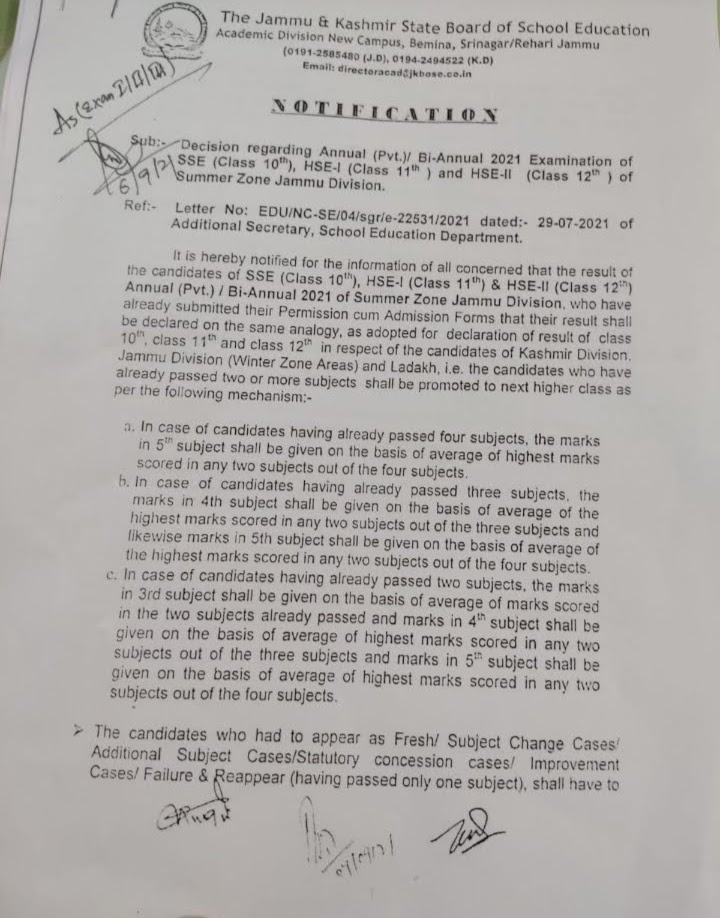 The Jammu & Kashmir State Board of School Education
Academic Division New Campus, Bemina, Srinagar/Rehari Jammu
(0191-2585480 (J.D), 0194-2494522 (K.D)
Email: directoracad@jkbose.co.in
As (Exam I/II/III)
NOTIFICATION
6/9/21
Sub:- Decision regarding Annual (Pvt.)/ Bi-Annual 2021 Examination of
SSE (Class 10th), HSE-I (Class 11th ) and HSE-II (Class 12th ) of
Summer Zone Jammu Division.
Ref:- Letter No: EDU/NC-SE/04/sgr/e-22531/2021 dated:- 29-07-2021 of
Additional Secretary, School Education Department.
It is hereby notified for the information of all concerned that the result of
the candidates of SSE (Class 10th), HSE-I (Class 11th) & HSE-II (Class 12th)
Annual (Pvt.) / Bi-Annual 2021 of Summer Zone Jammu Division, who have
already submitted their Permission cum Admission Forms that their result shall
be declared on the same analogy, as adopted for declaration of result of class
10th, class 11th and class 12th in respect of the candidates of Kashmir Division,
Jammu Division (Winter Zone Areas) and Ladakh, i.e. the candidates who have
already passed two or more subjects shall be promoted to next higher class as
per the following mechanism:-
a. In case of candidates having already passed four subjects, the marks
in 5th subject shall be given on the basis of average of highest marks
scored in any two subjects out of the four subjects.
b. In case of candidates having already passed three subjects, the
marks in 4th subject shall be given on the basis of average of the
highest marks scored in any two subjects out of the three subjects and
likewise marks in 5th subject shall be given on the basis of average of
the highest marks scored in any two subjects out of the four subjects.
c. In case of candidates having already passed two subjects, the marks
in 3rd subject shall be given on the basis of average of marks scored
in the two subjects already passed and marks in 4th subject shall be
given on the basis of average of highest marks scored in any two
subjects out of the three subjects and marks in 5th subject shall be
given on the basis of average of highest marks scored in any two
subjects out of the four subjects.
➢ The candidates who had to appear as Fresh/ Subject Change Cases/
Additional Subject Cases/Statutory concession cases/ Improvement
Cases/ Failure & Reappear (having passed only one subject), shall have to